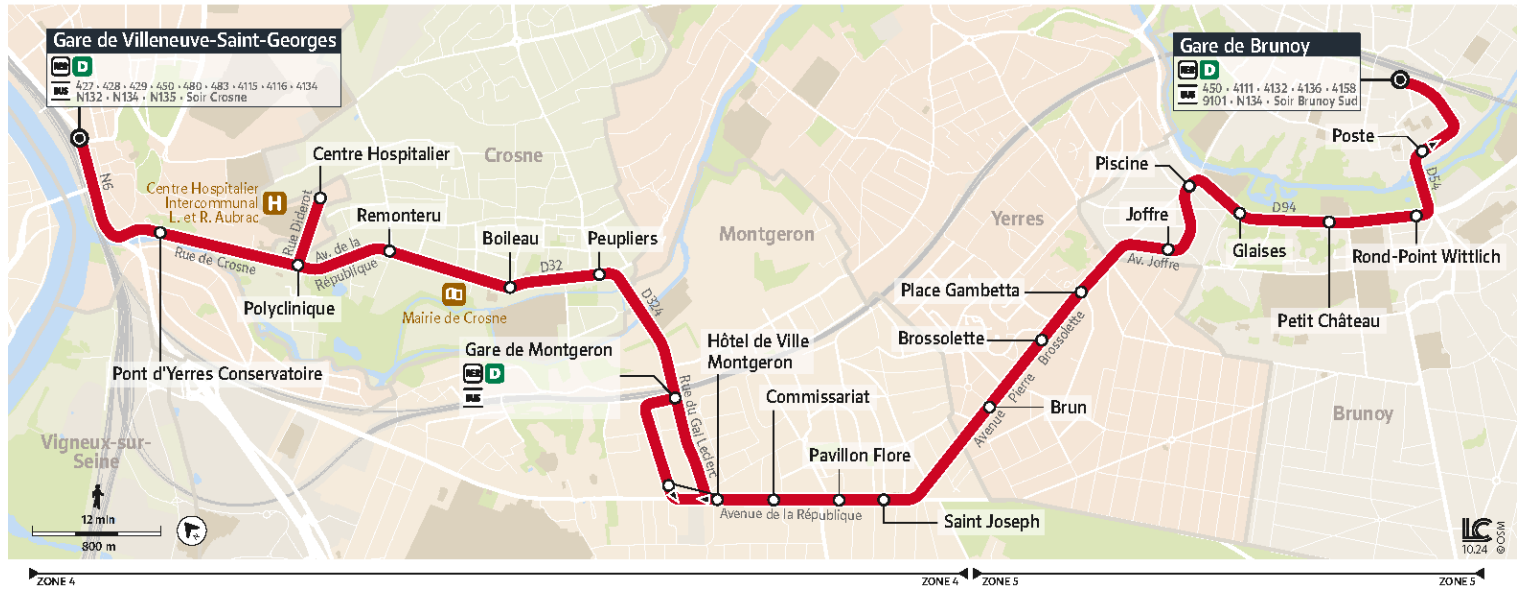 Gare de Villeneuve-Saint-Georges
RER D
BUS 427 • 428 • 429 • 450 • 480 • 483 • 4115 • 4116 • 4134
N132 • N134 • N135 • Soir Crosne
Gare de Brunoy
RER D
BUS 450 • 4111 • 4132 • 4136 • 4158
9101 • N134 • Soir Brunoy Sud
N6
Centre Hospitalier
Intercommunal
L. et R. Aubrac
H
Centre Hospitalier
Rue Diderot
Crosne
Remonteru
Av. de la
République
Rue de Crosne
Polyclinique
Pont d'Yerres Conservatoire
Boileau
D32
Peupliers
Mairie de Crosne
D324
Montgeron
Gare de Montgeron
RER D
BUS
Hôtel de Ville
Montgeron
Rue du Gal Leclerc
Commissariat
Pavillon Flore
Avenue de la République
Saint Joseph
Yerres
Place Gambetta
Brossolette
Brun
Avenue Pierre Brossolette
Joffre
Av. Joffre
Piscine
Glaises
D94
Petit Château
Rond-Point Wittlich
D54
Poste
Brunoy
Vigneux-sur-
Seine
12 min
800 m
N
LC
10.24
©OSM
ZONE 4
ZONE 4
ZONE 5
ZONE 5